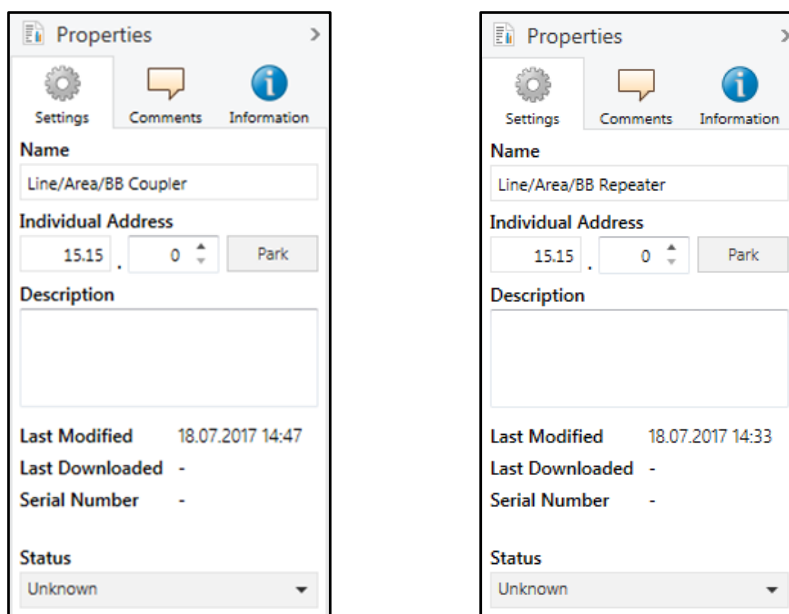 Properties
Settings Comments Information
Name
Line/Area/BB Coupler
Individual Address
15.15 . 0 Park
Description
Last Modified 18.07.2017 14:47
Last Downloaded -
Serial Number -
Status
Unknown
Properties
Settings Comments Information
Name
Line/Area/BB Repeater
Individual Address
15.15 . 0 Park
Description
Last Modified 18.07.2017 14:33
Last Downloaded -
Serial Number -
Status
Unknown